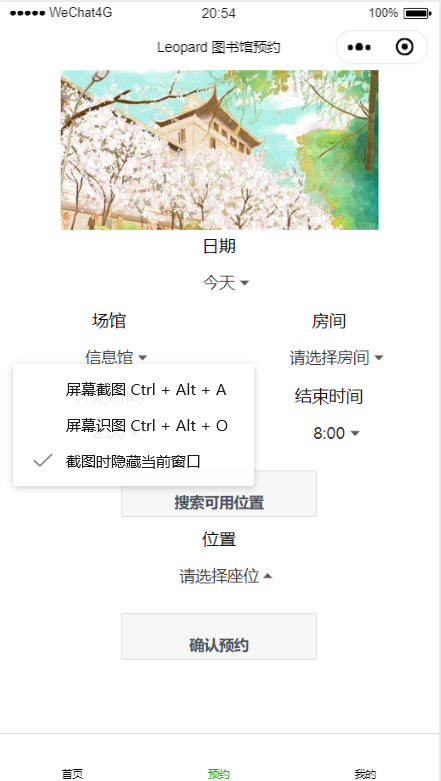 WeChat4G 20:54 100%
Leopard 图书馆预约
日期
今天
场馆 房间
信息馆 请选择房间
屏幕截图 Ctrl + Alt + A
结束时间
屏幕识图 Ctrl + Alt + O
8:00
截图时隐藏当前窗口
搜索可用位置
位置
请选择座位
确认预约
首页 预约 我的